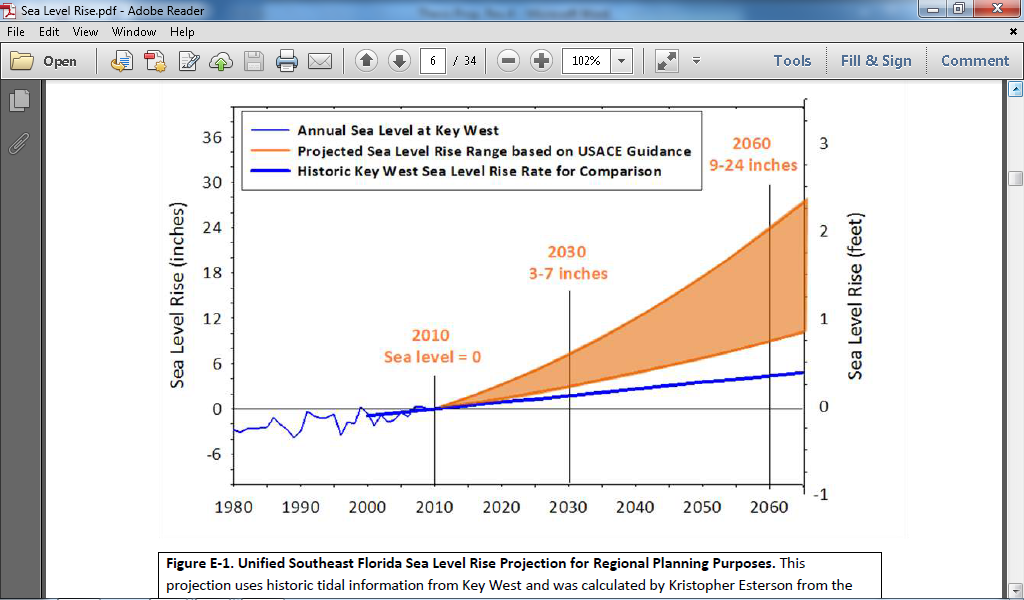 Sea Level Rise.pdf - Adobe Reader
File Edit View Window Help
Open 6 / 34 102% Tools Fill & Sign Comment
Annual Sea Level at Key West
Projected Sea Level Rise Range based on USACE Guidance
Historic Key West Sea Level Rise Rate for Comparison
2060
9-24 inches
2030
3-7 inches
2010
Sea level = 0
Sea Level Rise (inches)
36
30
24
18
12
6
0
-6
Sea Level Rise (feet)
3
2
1
0
-1
1980 1990 2000 2010 2020 2030 2040 2050 2060
Figure E-1. Unified Southeast Florida Sea Level Rise Projection for Regional Planning Purposes. This
projection uses historic tidal information from Key West and was calculated by Kristopher Esterson from the